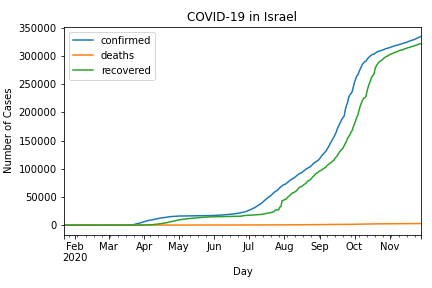 COVID-19 in Israel
confirmed
deaths
recovered
Number of Cases
350000
300000
250000
200000
150000
100000
50000
0
Feb Mar Apr May Jun Jul Aug Sep Oct Nov
2020
Day